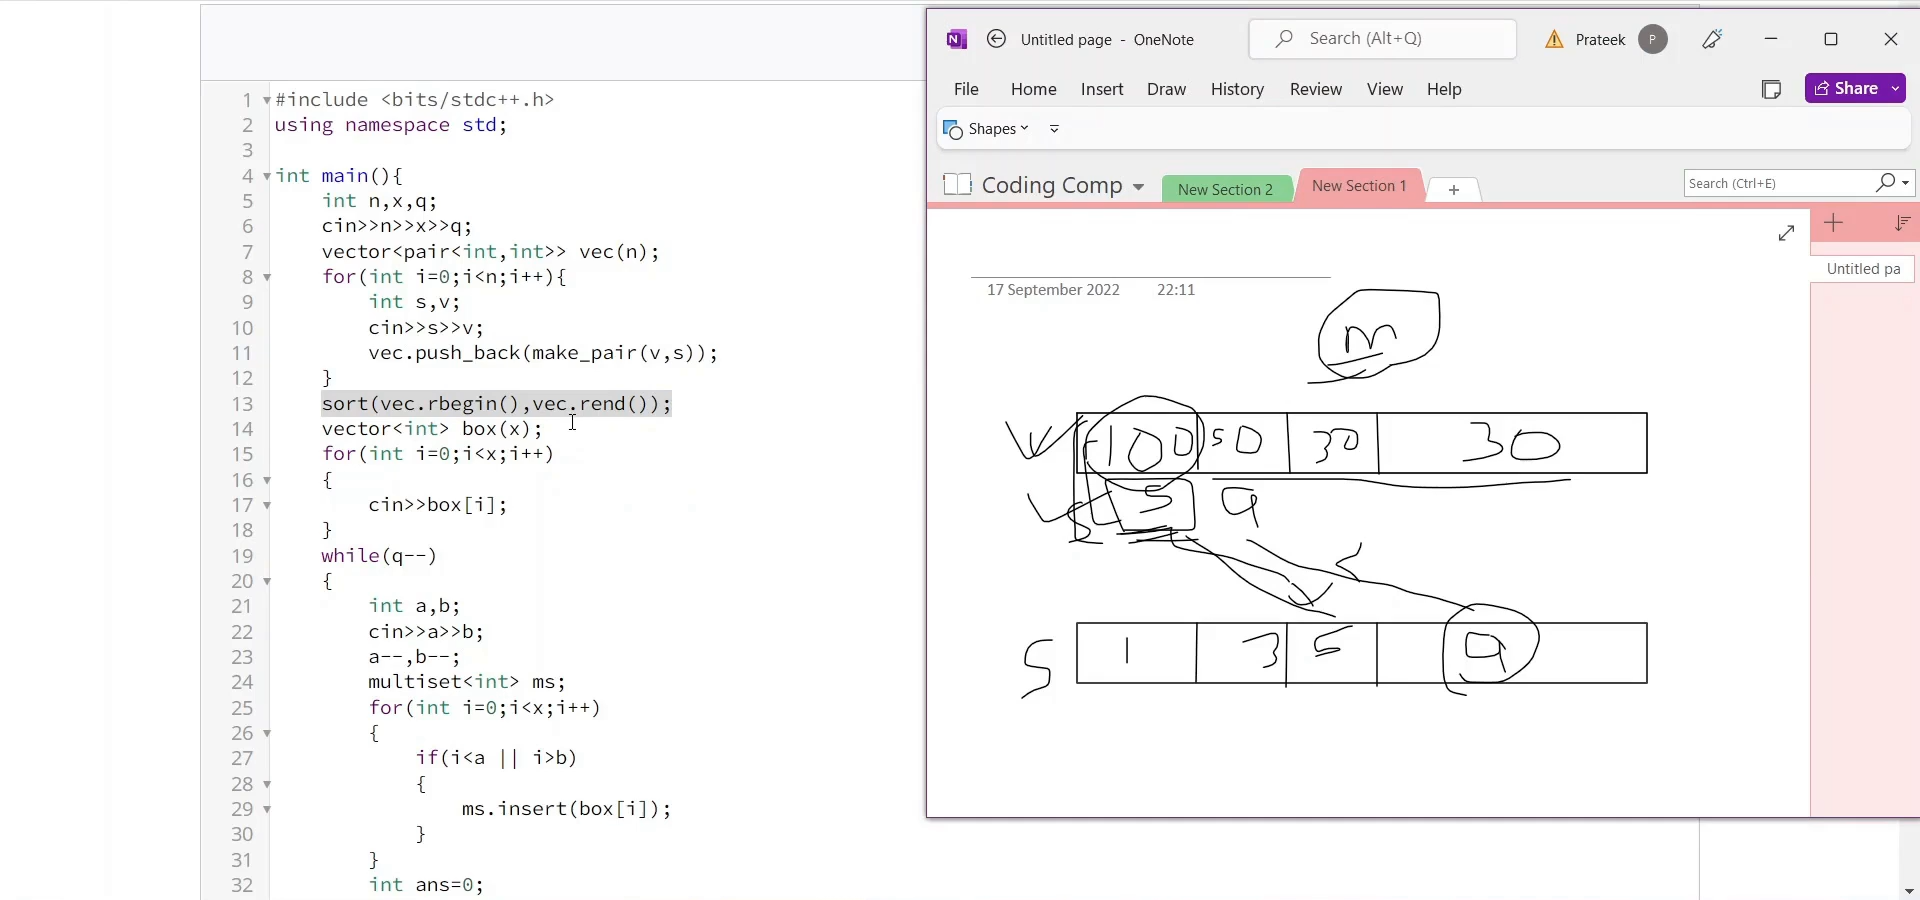 1 #include <bits/stdc++.h>
2 using namespace std;
3
4 int main(){
5 int n,x,q;
6 cin>>n>>x>>q;
7 vector<pair<int,int>> vec(n);
8 for(int i=0;i<n;i++){
9 int s,v;
10 cin>>s>>v;
11 vec.push_back(make_pair(v,s));
12 }
13 sort(vec.rbegin(),vec.rend());
14 vector<int> box(x);
15 for(int i=0;i<x;i++)
16 {
17 cin>>box[i];
18 }
19 while(q--)
20 {
21 int a,b;
22 cin>>a>>b;
23 a--,b--;
24 multiset<int> ms;
25 for(int i=0;i<x;i++)
26 {
27 if(i<a || i>b)
28 {
29 ms.insert(box[i]);
30 }
31 }
32 int ans=0;
Untitled page - OneNote
Search (Alt+Q)
Prateek
P
File Home Insert Draw History Review View Help
Share
Shapes
Coding Comp
New Section 2
New Section 1
Search (Ctrl+E)
Untitled pa
17 September 2022 22:11
m
V 100 50 30 30
S 5 9
S 1 3 5 9